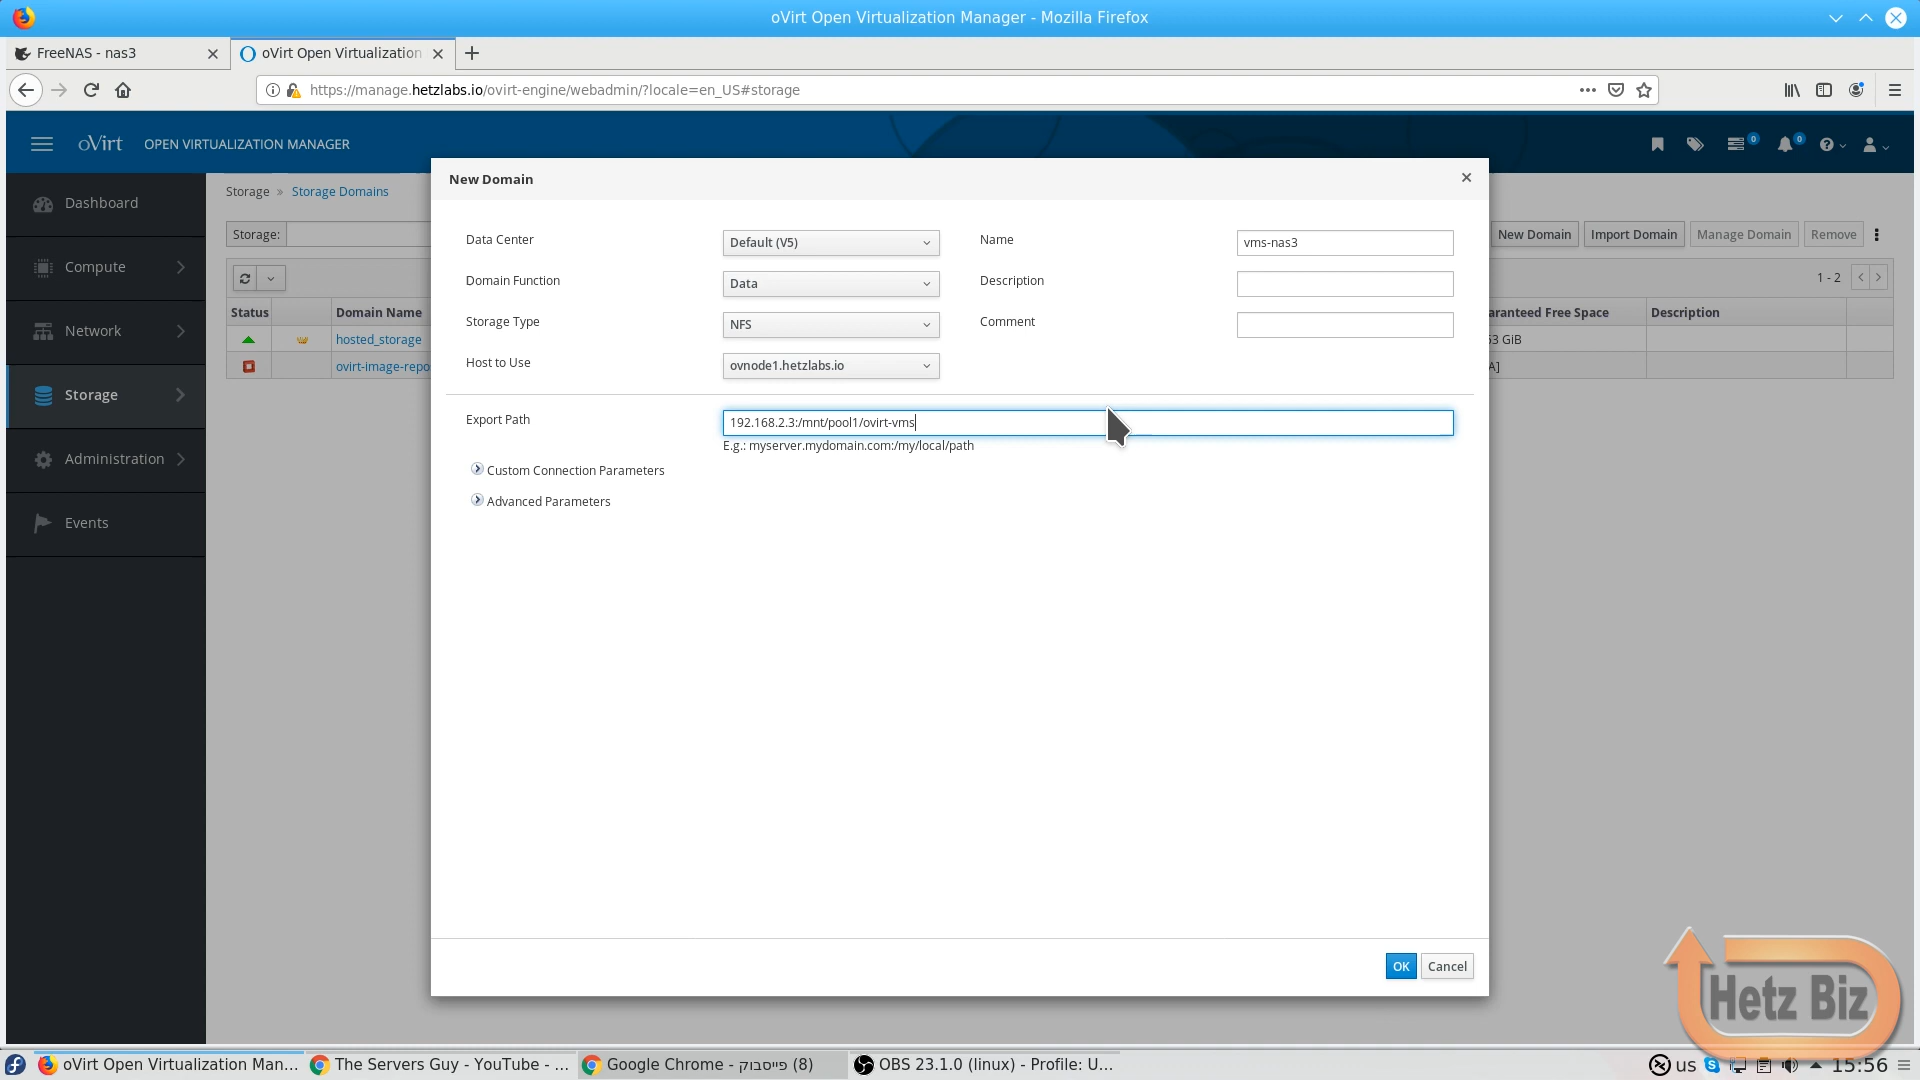 oVirt Open Virtualization Manager - Mozilla Firefox
FreeNAS - nas3
oVirt Open Virtualization
https://manage.hetzlabs.io/ovirt-engine/webadmin/?locale=en_US#storage
oVirt OPEN VIRTUALIZATION MANAGER
0
0
Dashboard
Compute
Network
Storage
Administration
Events
Storage » Storage Domains
Storage:
New Domain
Import Domain
Manage Domain
Remove
1 - 2
Status
Domain Name
aranteed Free Space
Description
hosted_storage
53 GiB
ovirt-image-repo
A]
New Domain
Data Center
Default (V5)
Name
vms-nas3
Domain Function
Data
Description
Storage Type
NFS
Comment
Host to Use
ovnode1.hetzlabs.io
Export Path
192.168.2.3:/mnt/pool1/ovirt-vms
E.g.: myserver.mydomain.com:/my/local/path
Custom Connection Parameters
Advanced Parameters
OK
Cancel
Hetz Biz
oVirt Open Virtualization Man...
The Servers Guy - YouTube - ...
Google Chrome - פייסבוק (8)
OBS 23.1.0 (linux) - Profile: U...
us
15:56